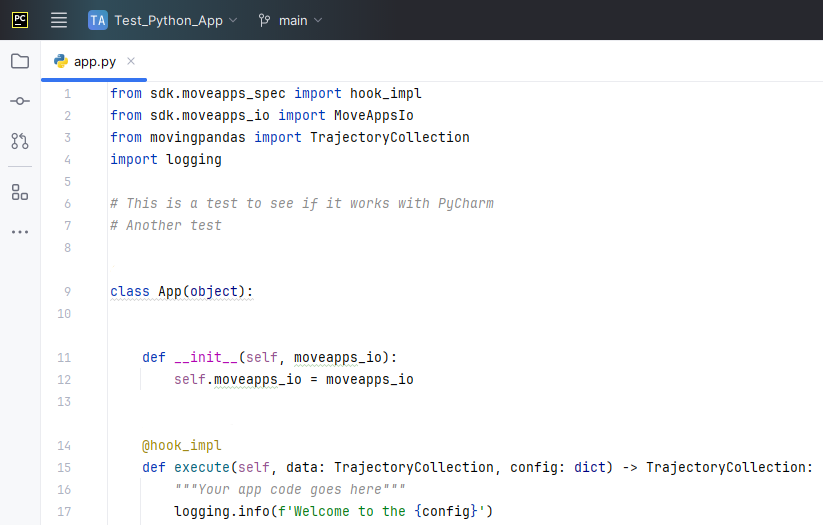 PC TA Test_Python_App main
app.py
1 from sdk.moveapps_spec import hook_impl
2 from sdk.moveapps_io import MoveAppsIo
3 from movingpandas import TrajectoryCollection
4 import logging
5
6 # This is a test to see if it works with PyCharm
7 # Another test
8
9 class App(object):
10
11 def __init__(self, moveapps_io):
12 self.moveapps_io = moveapps_io
13
14 @hook_impl
15 def execute(self, data: TrajectoryCollection, config: dict) -> TrajectoryCollection:
16 """Your app code goes here"""
17 logging.info(f'Welcome to the {config}')